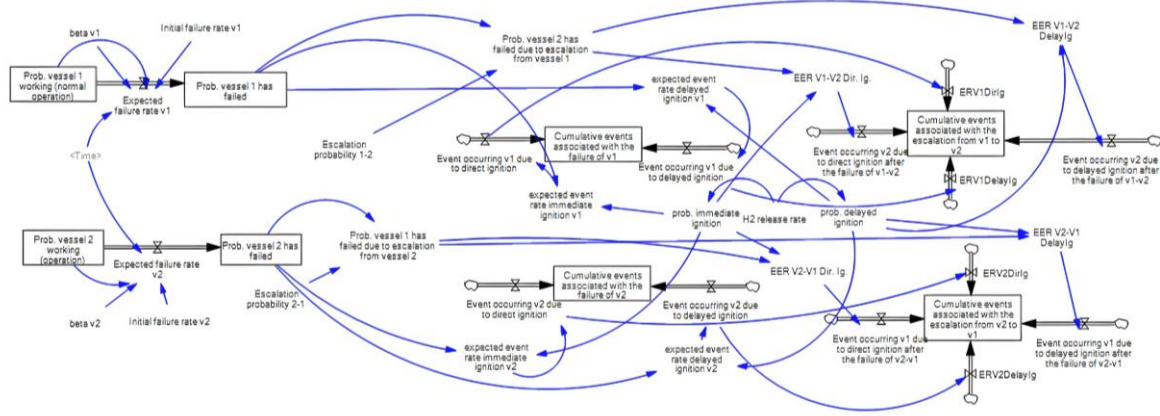 beta v1
Initial failure rate v1
Prob. vessel 1
working (normal
operation)
Expected
failure rate v1
Prob. vessel 1 has
failed
Prob. vessel 2 has
failed due to escalation
from vessel 1
EER V1-V2
DelayIg
EER V1-V2 Dir. Ig.
expected event
rate delayed
ignition v1
ERV1DirIg
<Time>
Escalation
probability 1-2
Cumulative events
associated with the
failure of v1
Event occurring v1
due to direct ignition
Event occurring v1
due to delayed ignition
Cumulative events
associated with the
escalation from v1 to
v2
Event occurring v2 due
to direct ignition after
the failure of v1-v2
Event occurring v2 due
to delayed ignition after
the failure of v1-v2
ERV1DelayIg
expected event
rate immediate
ignition v1
prob. immediate
ignition
H2 release rate
prob. delayed
ignition
Prob. vessel 2
working
(operation)
Expected failure rate
v2
Prob. vessel 2 has
failed
Prob. vessel 1 has
failed due to escalation
from vessel 2
EER V2-V1
DelayIg
Escalation
probability 2-1
EER V2-V1 Dir. Ig.
ERV2DirIg
beta v2
Initial failure rate v2
Cumulative events
associated with the
failure of v2
Event occurring v2 due
to direct ignition
Event occurring v2 due
to delayed ignition
Cumulative events
associated with the
escalation from v2 to
v1
Event occurring v1 due
to direct ignition after
the failure of v2-v1
Event occurring v1 due
to delayed ignition after
the failure of v2-v1
expected event
rate immediate
ignition v2
expected event
rate delayed
ignition v2
ERV2DelayIg